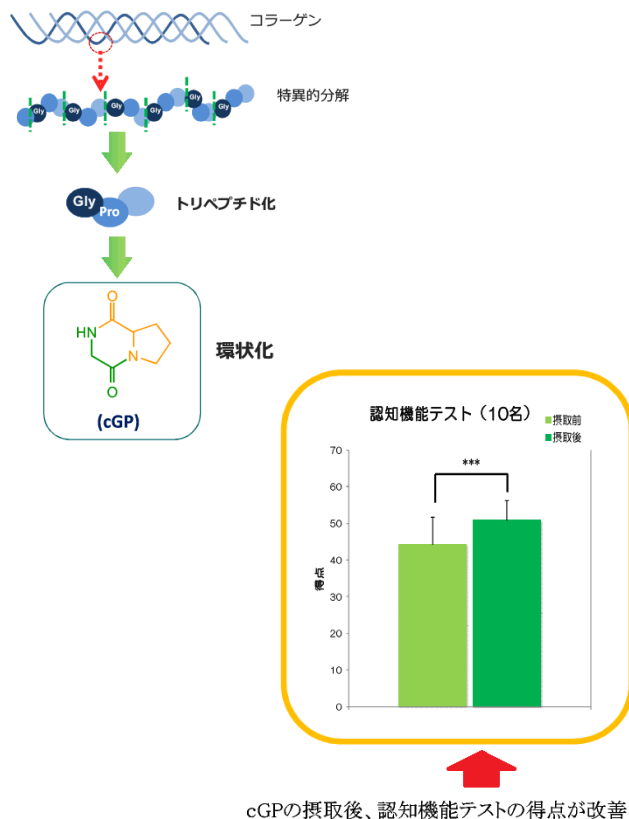 コラーゲン
特異的分解
Gly Gly Gly Gly Gly Gly
Gly Pro
トリペプチド化
O
HN
N
O
(cGP)
環状化
認知機能テスト（10名）
摂取前
摂取後
***
得点
70
60
50
40
30
20
10
0
cGPの摂取後、認知機能テストの得点が改善